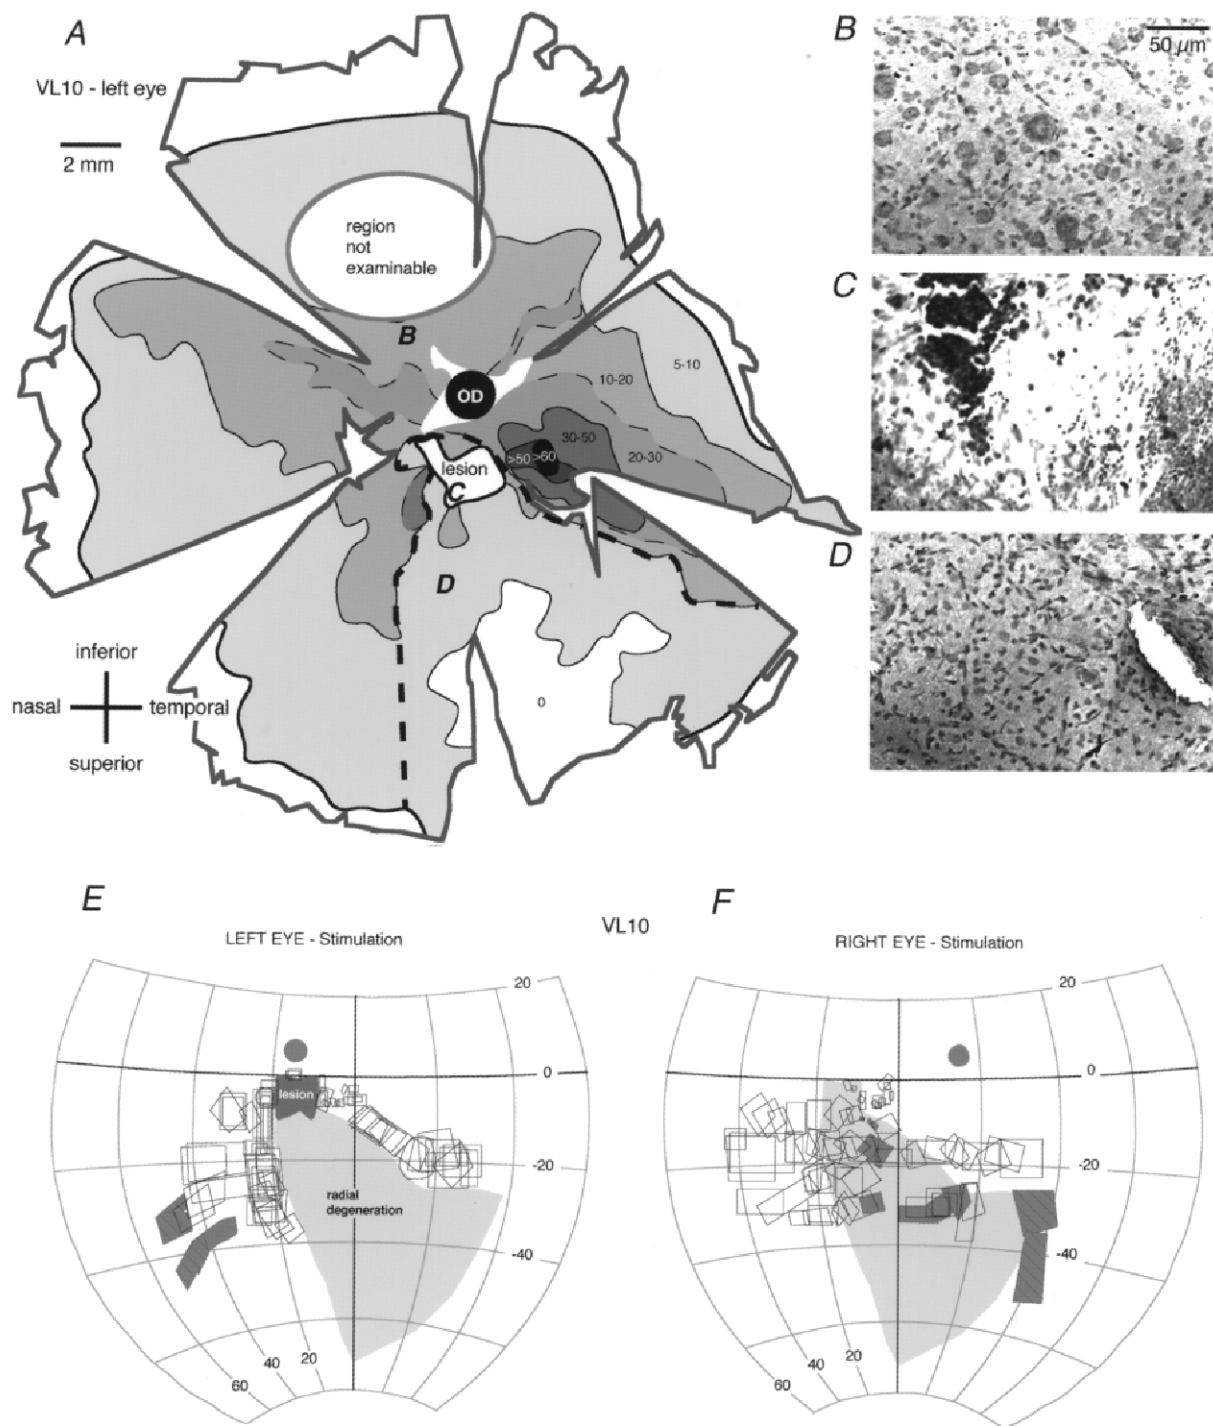 A
VL10 - left eye
2 mm
region
not
examinable
B
5-10
10-20
OD
30-50
>50
>60
20-30
lesion
C
D
0
inferior
nasal
temporal
superior
B
50 µm
C
D
E
F
VL10
LEFT EYE - Stimulation
RIGHT EYE - Stimulation
20
0
lesion
-20
radial
degeneration
-40
20
40
60
20
0
-20
-40
20
40
60